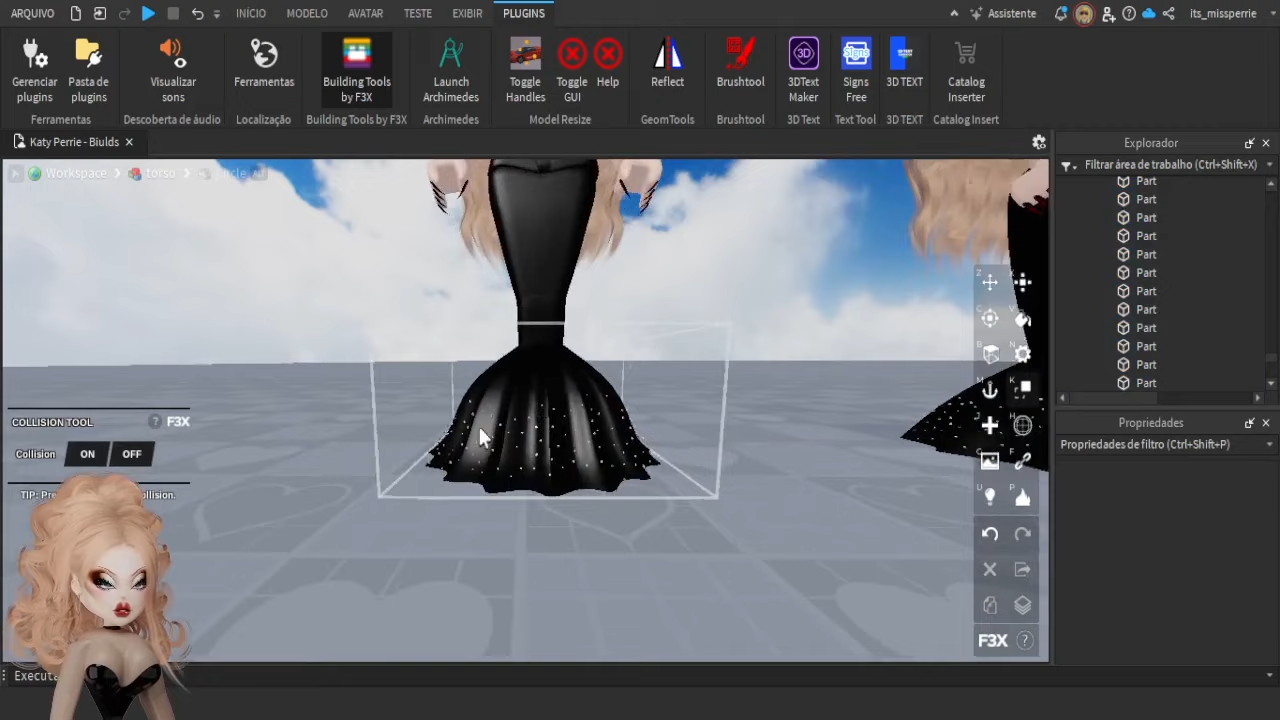 ARQUIVO
INÍCIO
MODELO
AVATAR
TESTE
EXIBIR
PLUGINS
Assistente
its_missperrie
Gerenciar plugins
Pasta de plugins
Visualizar sons
Ferramentas
Building Tools by F3X
Launch Archimedes
Toggle Handles
Toggle GUI
Help
Reflect
Brushtool
3DText Maker
Signs Free
3D TEXT
Catalog Inserter
Ferramentas
Descoberta de áudio
Localização
Building Tools by F3X
Archimedes
Model Resize
GeomTools
Brushtool
3D Text
Text Tool
3D TEXT
Catalog Insert
Katy Perrie - Biulds
Explorador
Workspace
torso
Filtrar área de trabalho (Ctrl+Shift+X)
Part
Part
Part
Part
Part
Part
Part
Part
Part
Part
Part
Part
COLLISION TOOL
? F3X
Collision
ON
OFF
Propriedades
Propriedades de filtro (Ctrl+Shift+P)
F3X ?